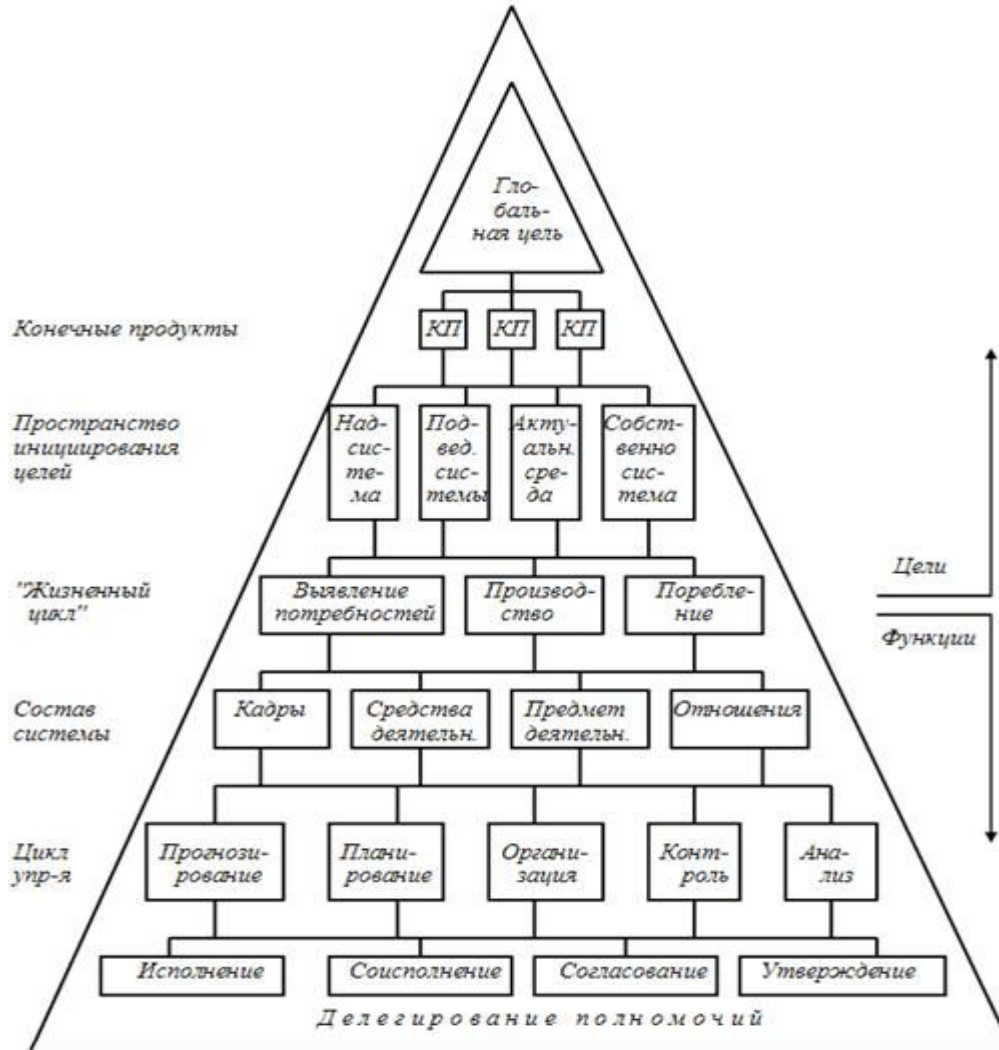 Гло-
баль-
ная цель
Конечные продукты
КП КП КП
Пространство
инициирования
целей
Над-
сис-
те-
ма
Под-
вед.
сис-
темы
Акту-
альн.
сре-
да
Собст-
венно
сис-
тема
"Жизненный
цикл"
Выявление
потребностей
Производ-
ство
Поребле-
ние
Цели
Функции
Состав
системы
Кадры
Средства
деятельн.
Предмет
деятельн.
Отношения
Цикл
упр-я
Прогнози-
рование
Плани-
рование
Органи-
зация
Конт-
роль
Ана-
лиз
Исполнение
Соисполнение
Согласование
Утверждение
Делегирование полномочий